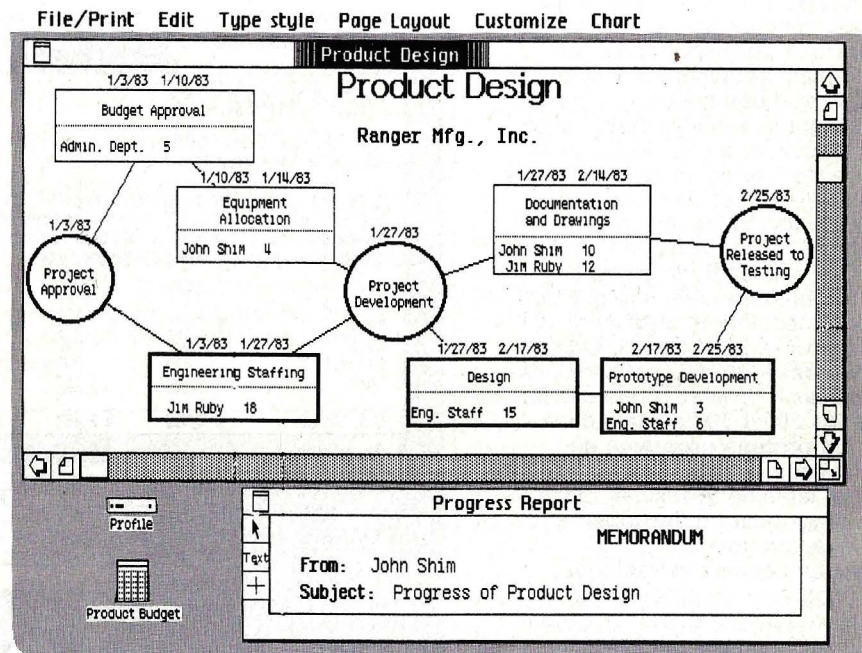 File/Print Edit Type style Page Layout Customize Chart
Product Design
Product Design
Ranger Mfg., Inc.
1/3/83 1/10/83
Budget Approval
Admin. Dept. 5
1/10/83 1/14/83
Equipment
Allocation
John Shim 4
1/27/83 2/14/83
Documentation
and Drawings
John Shim 10
Jim Ruby 12
2/25/83
Project
Released to
Testing
1/3/83
Project
Approval
1/27/83
Project
Development
1/3/83 1/27/83
Engineering Staffing
Jim Ruby 18
1/27/83 2/17/83
Design
Eng. Staff 15
2/17/83 2/25/83
Prototype Development
John Shim 3
Eng. Staff 6
Profile
Product Budget
Progress Report
Text
MEMORANDUM
From: John Shim
Subject: Progress of Product Design